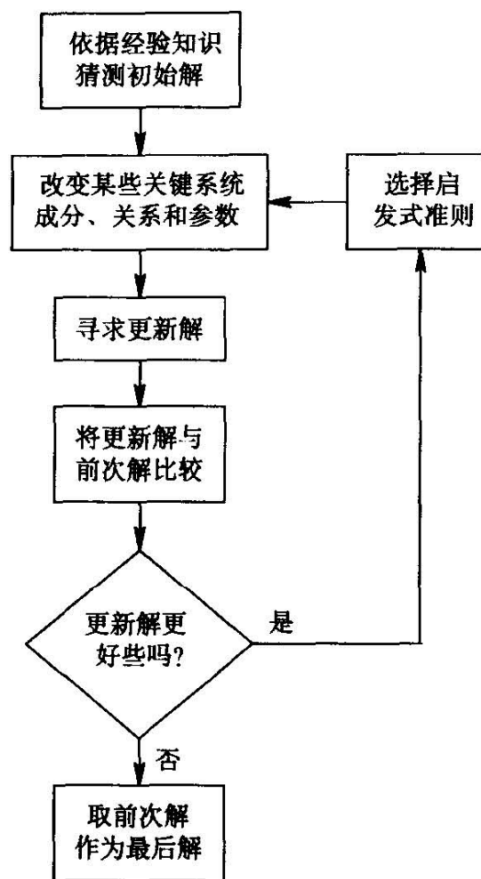 依据经验知识
猜测初始解
改变某些关键系统
成分、关系和参数
选择启
发式准则
寻求更新解
将更新解与
前次解比较
更新解更
好些吗?
是
否
取前次解
作为最后解